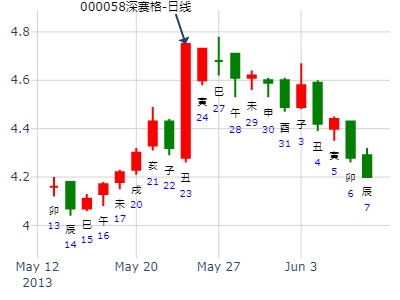 000058深赛格-日线
4.8
4.6
4.4
4.2
4
卯
13
辰
14
巳
15
午
16
未
17
戌
20
亥
21
子
22
丑
23
寅
24
巳
27
午
28
未
29
申
30
酉
31
子
3
丑
4
寅
5
卯
6
辰
7
May 12
2013
May 20
May 27
Jun 3